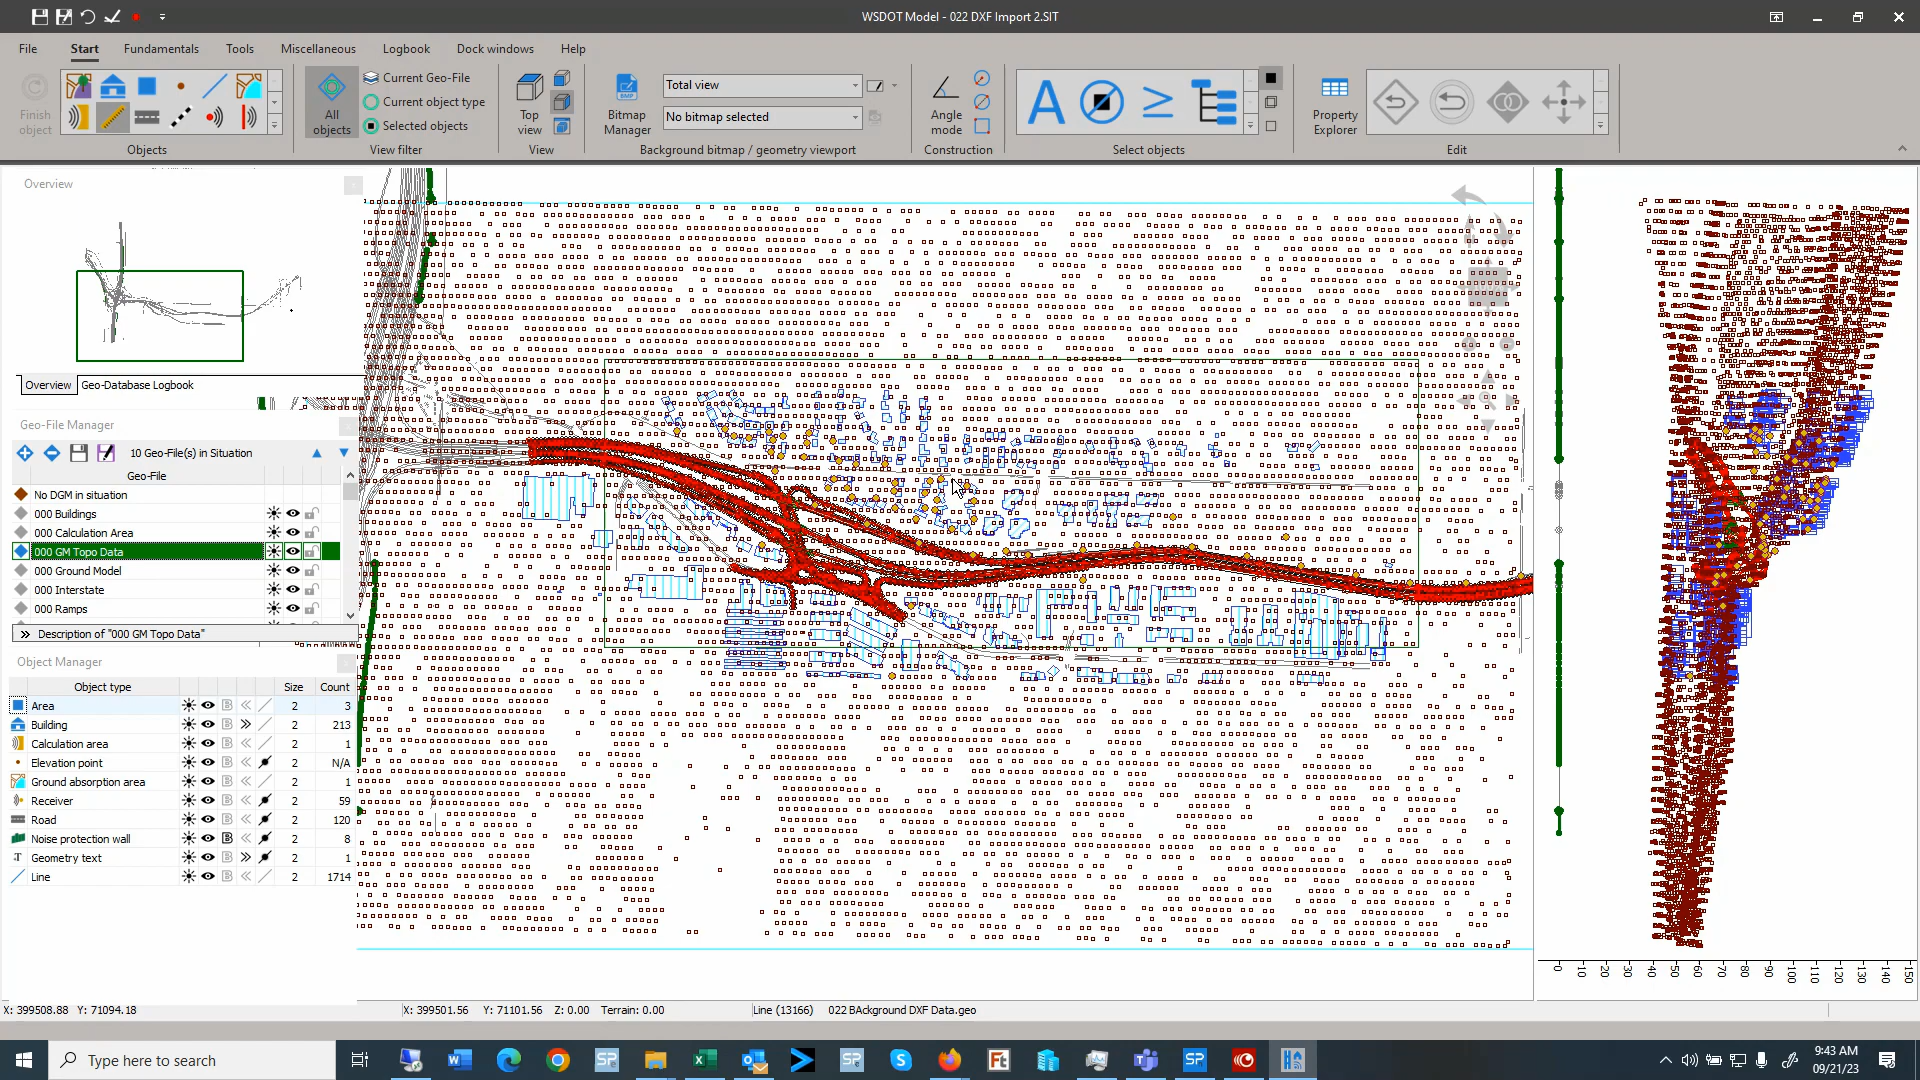 WSDOT Model - 022 DXF Import 2.SIT
File Start Fundamentals Tools Miscellaneous Logbook Dock windows Help
Finish object
Objects
All objects
Current Geo-File
Current object type
Selected objects
View filter
Top view
View
BMP
Bitmap Manager
Total view
No bitmap selected
Background bitmap / geometry viewport
Angle mode
Construction
Select objects
Property Explorer
Edit
Overview
Overview Geo-Database Logbook
Geo-File Manager
10 Geo-File(s) in Situation
Geo-File
No DGM in situation
000 Buildings
000 Calculation Area
000 GM Topo Data
000 Ground Model
000 Interstate
000 Ramps
Description of "000 GM Topo Data"
Object Manager
Object type Size Count
Area 2 3
Building 2 213
Calculation area 2 1
Elevation point 2 N/A
Ground absorption area 2 1
Receiver 2 59
Road 2 120
Noise protection wall 2 8
Geometry text 2 1
Line 2 1714
0 10 20 30 40 50 60 70 80 90 100 110 120 130 140 150
X: 399508.88 Y: 71094.18 X: 399501.56 Y: 71101.56 Z: 0.00 Terrain: 0.00 Line (13166) 022 BAckground DXF Data.geo
Type here to search
9:43 AM
09/21/23